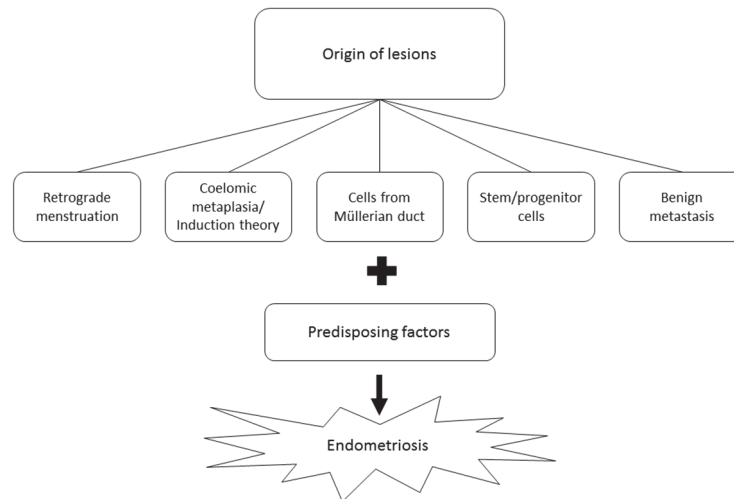 Origin of lesions
Retrograde
menstruation
Coelomic
metaplasia/
Induction theory
Cells from
Müllerian duct
Stem/progenitor
cells
Benign
metastasis
Predisposing factors
Endometriosis